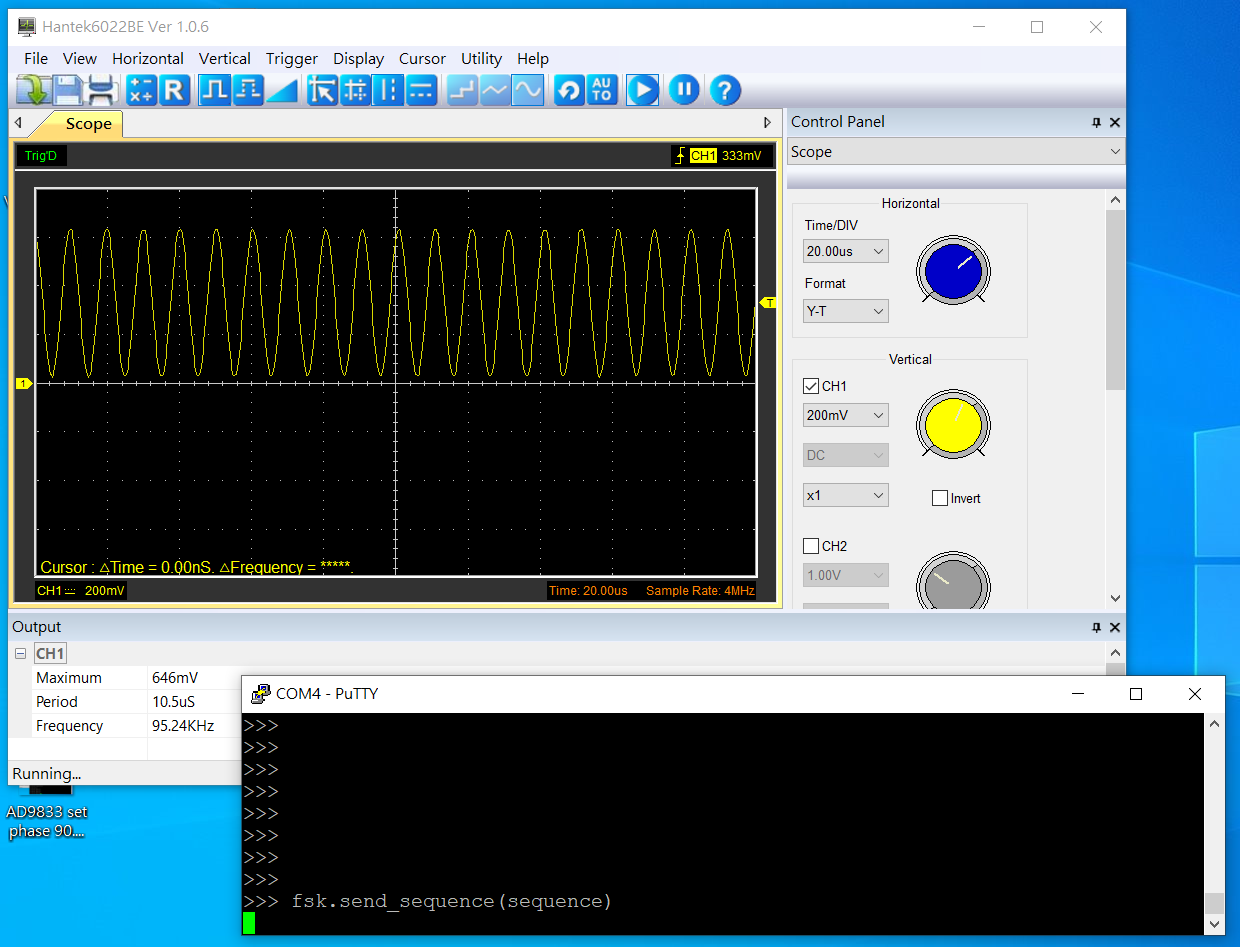 Hantek6022BE Ver 1.0.6
File View Horizontal Vertical Trigger Display Cursor Utility Help
R AU TO ?
Scope
Trig'D
CH1 333mV
T
1
Cursor : △Time = 0.00nS. △Frequency = *****.
CH1 200mV
Time: 20.00us Sample Rate: 4MHz
Control Panel
Scope
Horizontal
Time/DIV
20.00us
Format
Y-T
Vertical
CH1
200mV
DC
x1
Invert
CH2
1.00V
Output
CH1
Maximum 646mV
Period 10.5uS
Frequency 95.24KHz
Running...
AD9833 set
phase 90....
COM4 - PuTTY
>>>
>>>
>>>
>>>
>>>
>>>
>>>
>>>
>>> fsk.send_sequence(sequence)